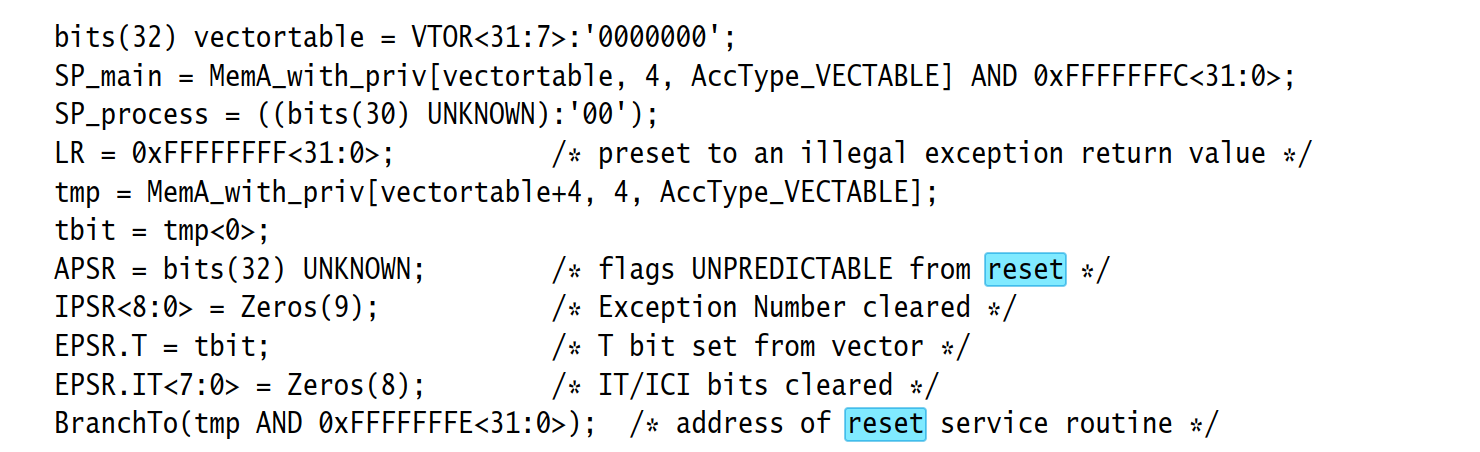 bits(32) vectortable = VTOR<31:7>:'0000000';
SP_main = MemA_with_priv[vectortable, 4, AccType_VECTABLE] AND 0xFFFFFFFC<31:0>;
SP_process = ((bits(30) UNKNOWN):'00');
LR = 0xFFFFFFFF<31:0>; /* preset to an illegal exception return value */
tmp = MemA_with_priv[vectortable+4, 4, AccType_VECTABLE];
tbit = tmp<0>;
APSR = bits(32) UNKNOWN; /* flags UNPREDICTABLE from reset */
IPSR<8:0> = Zeros(9); /* Exception Number cleared */
EPSR.T = tbit; /* T bit set from vector */
EPSR.IT<7:0> = Zeros(8); /* IT/ICI bits cleared */
BranchTo(tmp AND 0xFFFFFFFE<31:0>); /* address of reset service routine */